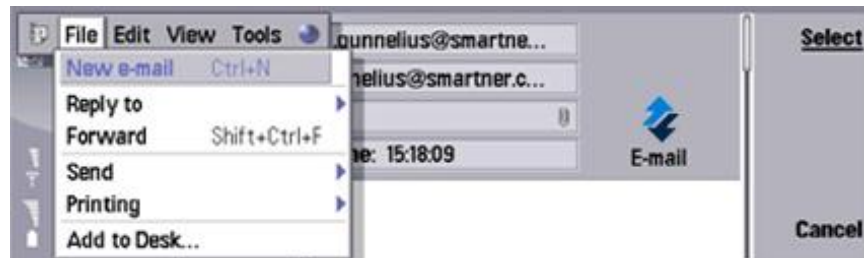 File Edit View Tools
.gunnelius@smartne...
Select
New e-mail Ctrl+N
nelius@smartner.c...
Reply to
Forward Shift+Ctrl+F
ne: 15:18:09
E-mail
Send
Printing
Add to Desk...
Cancel